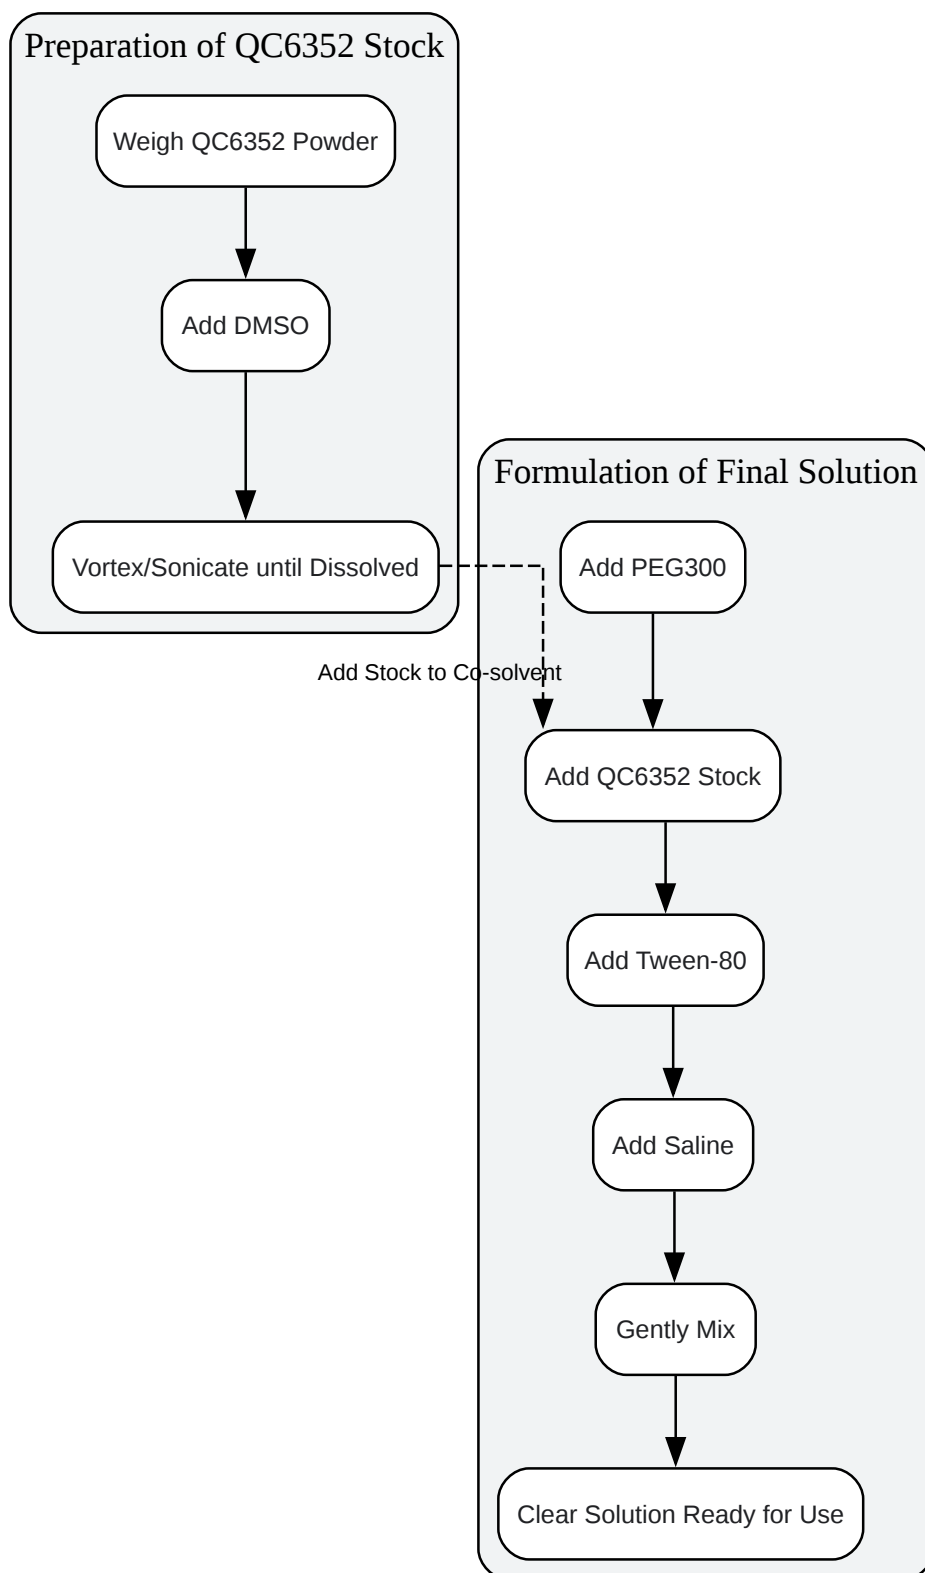 Preparation of QC6352 Stock
Weigh QC6352 Powder
Add DMSO
Vortex/Sonicate until Dissolved
Add Stock to Co-solvent
Formulation of Final Solution
Add PEG300
Add QC6352 Stock
Add Tween-80
Add Saline
Gently Mix
Clear Solution Ready for Use